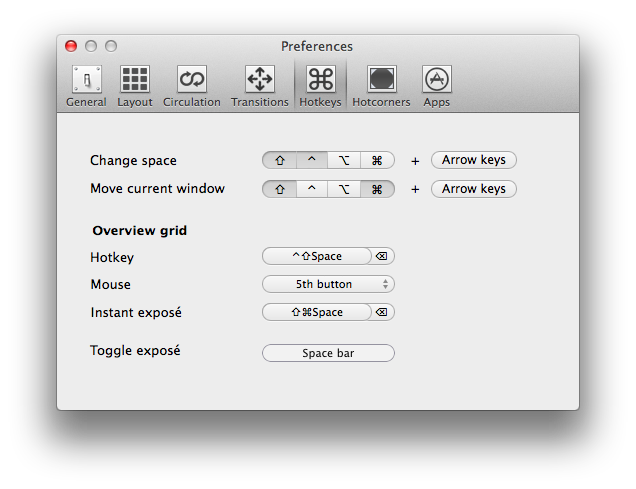 Preferences
General Layout Circulation Transitions Hotkeys Hotcorners Apps
Change space ⇧ ^ ⌥ ⌘ + Arrow keys
Move current window ⇧ ^ ⌥ ⌘ + Arrow keys
Overview grid
Hotkey ^⇧Space ⌫
Mouse 5th button
Instant exposé ⇧⌘Space ⌫
Toggle exposé Space bar